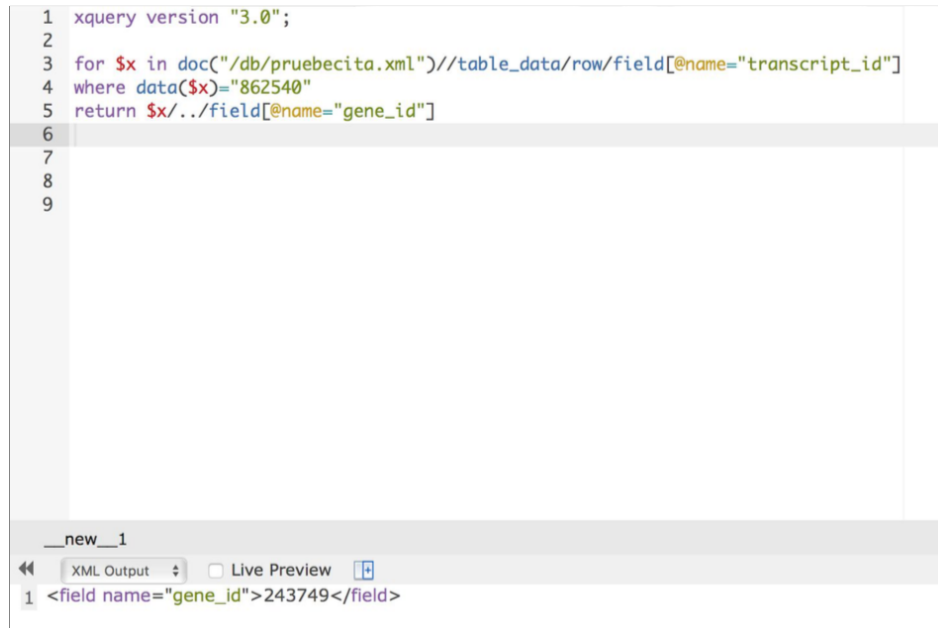 1 xquery version "3.0";
2
3 for $x in doc("/db/pruebecita.xml")//table_data/row/field[@name="transcript_id"]
4 where data($x)="862540"
5 return $x/../field[@name="gene_id"]
6
7
8
9
__new__1
XML Output Live Preview
1 <field name="gene_id">243749</field>